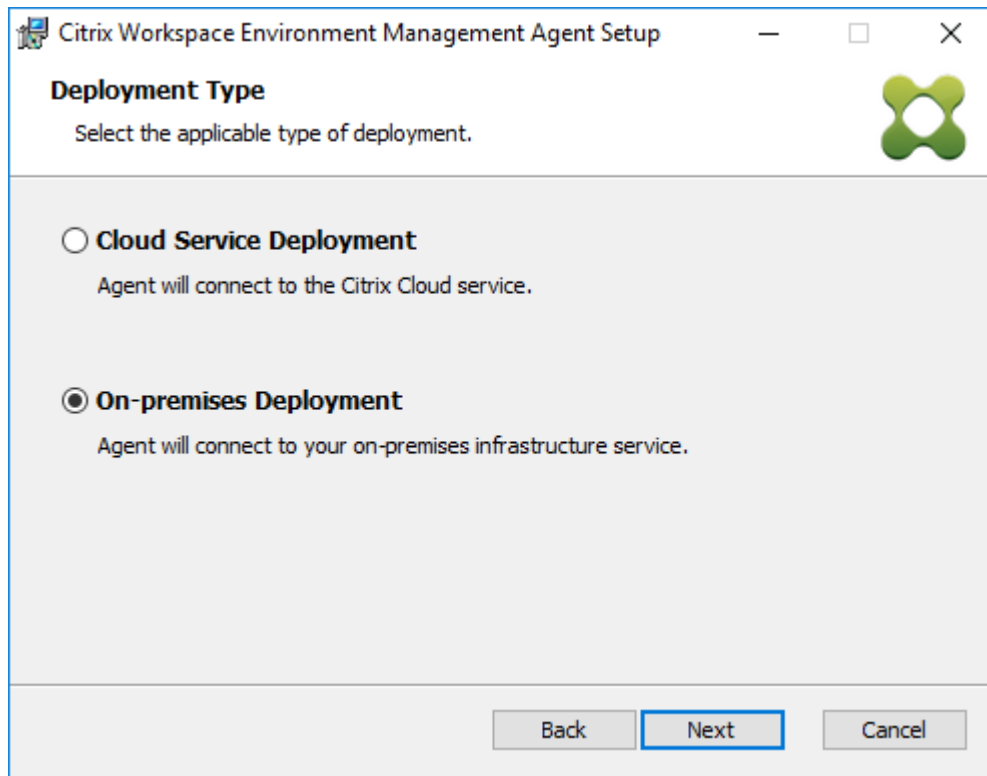 Citrix Workspace Environment Management Agent Setup
Deployment Type
Select the applicable type of deployment.
Cloud Service Deployment
Agent will connect to the Citrix Cloud service.
On-premises Deployment
Agent will connect to your on-premises infrastructure service.
Back Next Cancel